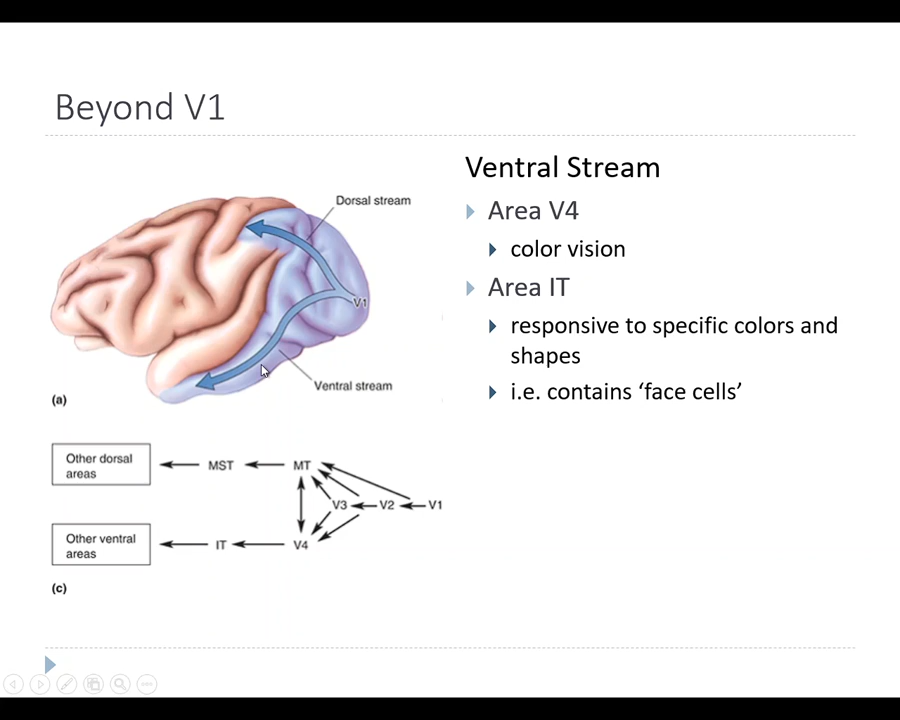 Beyond V1
Dorsal stream
V1
Ventral stream
(a)
Other dorsal
areas
MST
MT
V3
V2
V1
Other ventral
areas
IT
V4
(c)
Ventral Stream
Area V4
color vision
Area IT
responsive to specific colors and
shapes
i.e. contains ‘face cells’